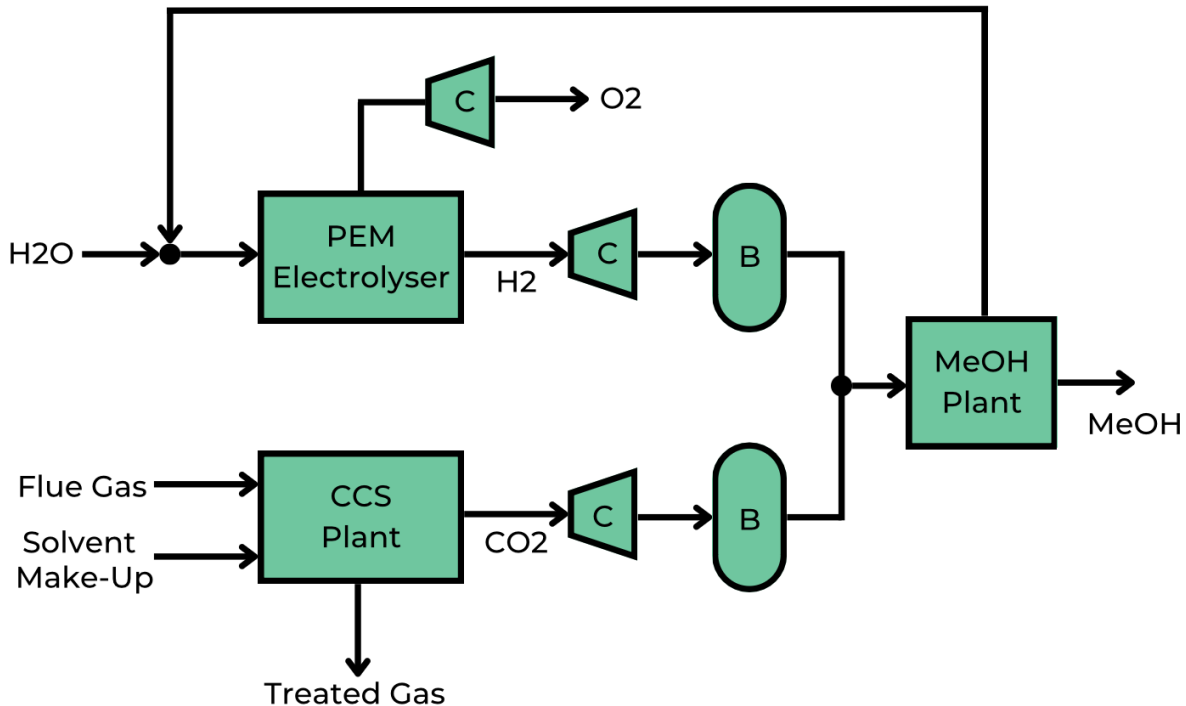 C
O2
H2O
PEM
Electrolyser
H2
C
B
MeOH
Plant
MeOH
Flue Gas
Solvent
Make-Up
CCS
Plant
CO2
C
B
Treated Gas